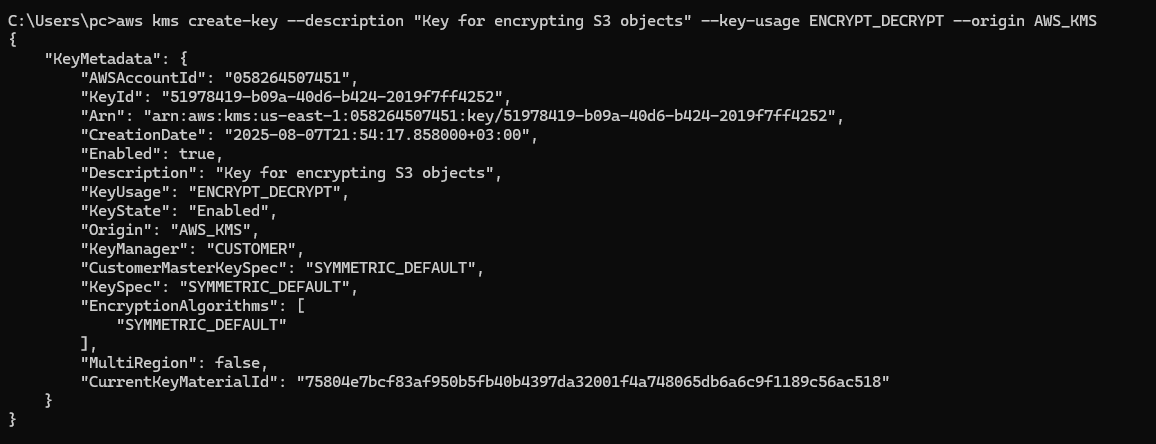 C:\Users\pc>aws kms create-key --description "Key for encrypting S3 objects" --key-usage ENCRYPT_DECRYPT --origin AWS_KMS
{
    "KeyMetadata": {
        "AWSAccountId": "058264507451",
        "KeyId": "51978419-b09a-40d6-b424-2019f7ff4252",
        "Arn": "arn:aws:kms:us-east-1:058264507451:key/51978419-b09a-40d6-b424-2019f7ff4252",
        "CreationDate": "2025-08-07T21:54:17.858000+03:00",
        "Enabled": true,
        "Description": "Key for encrypting S3 objects",
        "KeyUsage": "ENCRYPT_DECRYPT",
        "KeyState": "Enabled",
        "Origin": "AWS_KMS",
        "KeyManager": "CUSTOMER",
        "CustomerMasterKeySpec": "SYMMETRIC_DEFAULT",
        "KeySpec": "SYMMETRIC_DEFAULT",
        "EncryptionAlgorithms": [
            "SYMMETRIC_DEFAULT"
        ],
        "MultiRegion": false,
        "CurrentKeyMaterialId": "75804e7bcf83af950b5fb40b4397da32001f4a748065db6a6c9f1189c56ac518"
    }
}